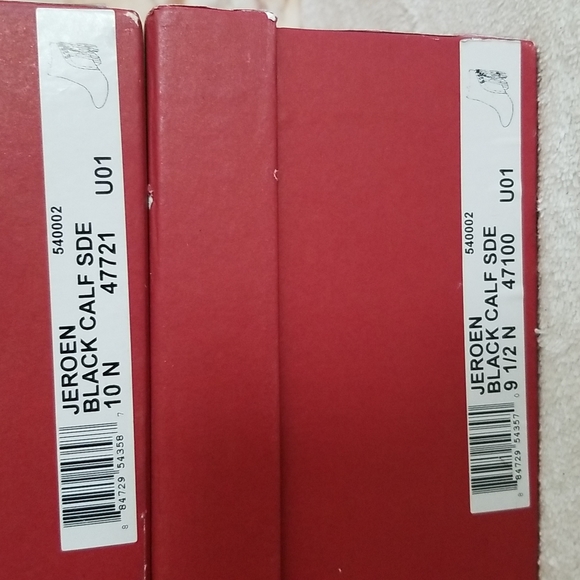 540002
JEROEN
BLACK CALF SDE
10 N 47721 U01
8 84729 54358 7
540002
JEROEN
BLACK CALF SDE
9 1/2 N 47100 U01
8 84729 54357 0